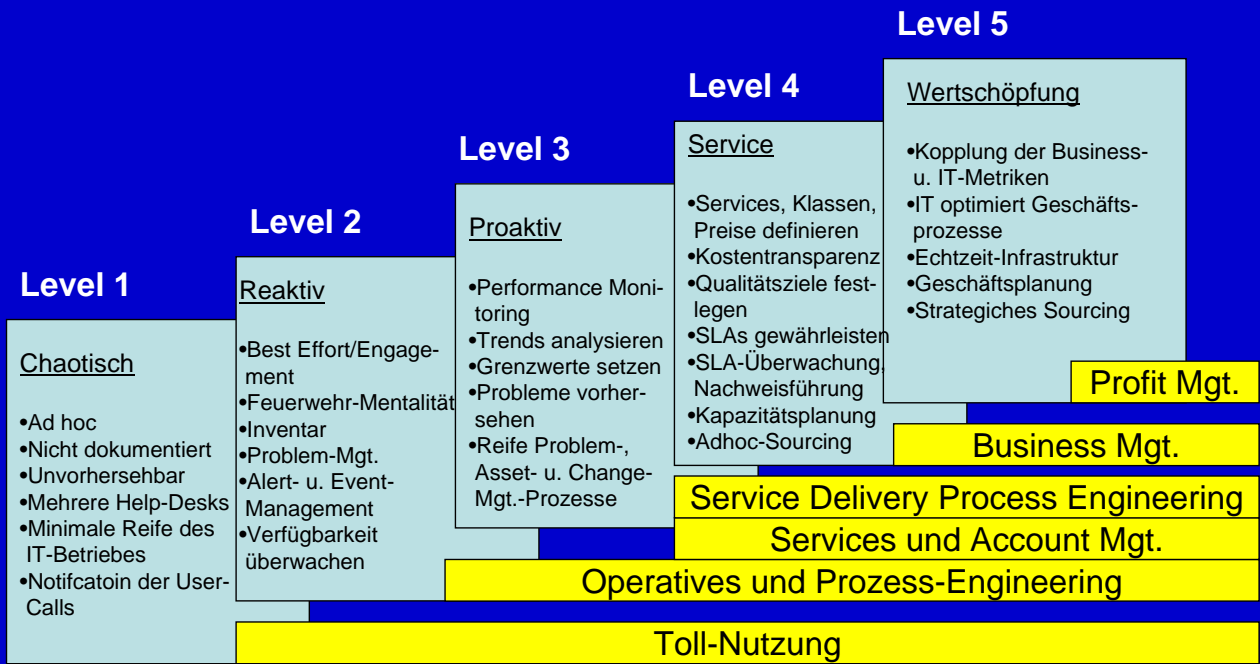 Level 1
Chaotisch
•Ad hoc
•Nicht dokumentiert
•Unvorhersehbar
•Mehrere Help-Desks
•Minimale Reife des
IT-Betriebes
•Notifcatoin der User-
Calls
Level 2
Reaktiv
•Best Effort/Engage-
ment
•Feuerwehr-Mentalität
•Inventar
•Problem-Mgt.
•Alert- u. Event-
Management
•Verfügbarkeit
überwachen
Level 3
Proaktiv
•Performance Moni-
toring
•Trends analysieren
•Grenzwerte setzen
•Probleme vorher-
sehen
•Reife Problem-,
Asset- u. Change-
Mgt.-Prozesse
Level 4
Service
•Services, Klassen,
Preise definieren
•Kostentransparenz
•Qualitätsziele fest-
legen
•SLAs gewährleisten
•SLA-Überwachung,
Nachweisführung
•Kapazitätsplanung
•Adhoc-Sourcing
Level 5
Wertschöpfung
•Kopplung der Business-
u. IT-Metriken
•IT optimiert Geschäfts-
prozesse
•Echtzeit-Infrastruktur
•Geschäftsplanung
•Strategiches Sourcing
Profit Mgt.
Business Mgt.
Service Delivery Process Engineering
Services und Account Mgt.
Operatives und Prozess-Engineering
Toll-Nutzung